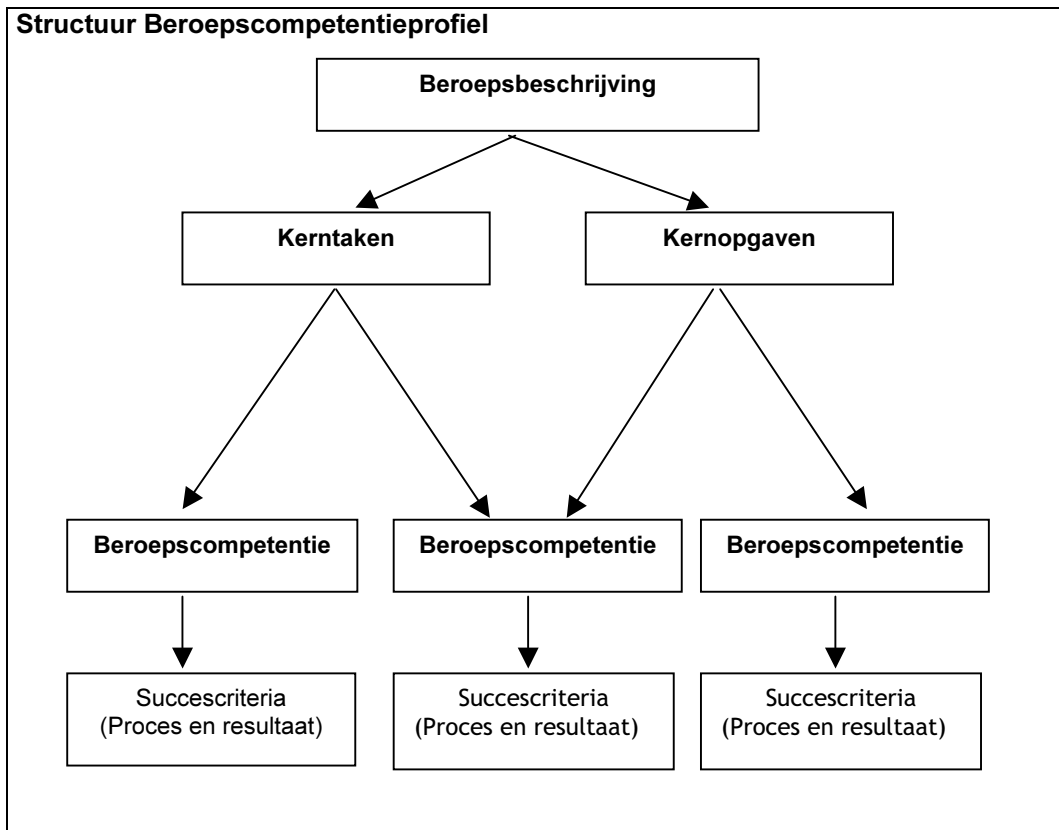 Structuur Beroepscompetentieprofiel
Beroepsbeschrijving
Kerntaken
Kernopgaven
Beroepscompetentie
Beroepscompetentie
Beroepscompetentie
Succescriteria
(Proces en resultaat)
Succescriteria
(Proces en resultaat)
Succescriteria
(Proces en resultaat)